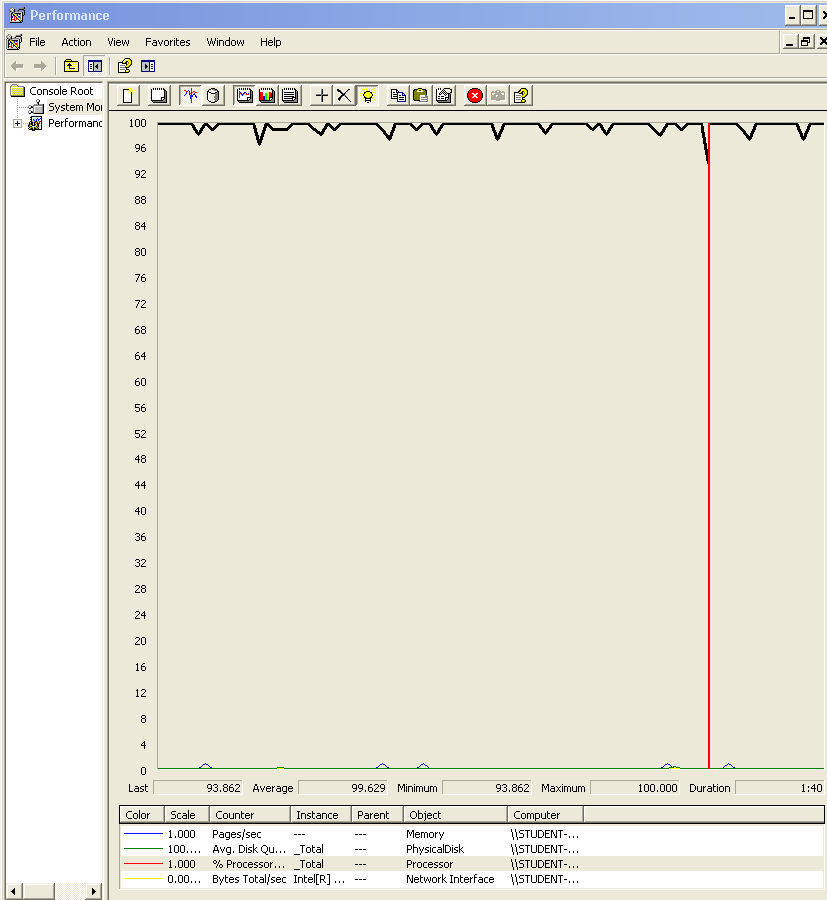 Performance
File Action View Favorites Window Help
Console Root
System Mo
Performanc
100
96
92
88
84
80
76
72
68
64
60
56
52
48
44
40
36
32
28
24
20
16
12
8
4
0
Last 93.862 Average 99.629 Minimum 93.862 Maximum 100.000 Duration 1:40
Color Scale Counter Instance Parent Object Computer
1.000 Pages/sec --- --- Memory \\STUDENT-...
100.... Avg. Disk Qu... _Total --- PhysicalDisk \\STUDENT-...
1.000 % Processor... _Total --- Processor \\STUDENT-...
0.00... Bytes Total/sec Intel[R] ... --- Network Interface \\STUDENT-...